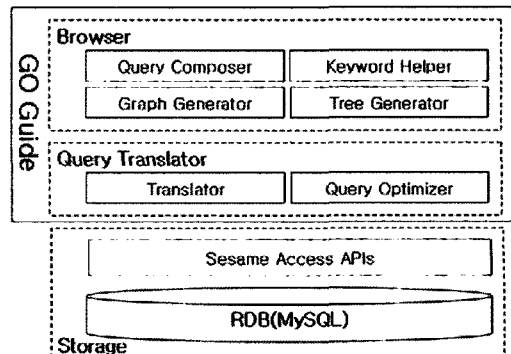 GO Guide
Browser
Query Composer
Keyword Helper
Graph Generator
Tree Generator
Query Translator
Translator
Query Optimizer
Sesame Access APIs
RDB(MySQL)
Storage